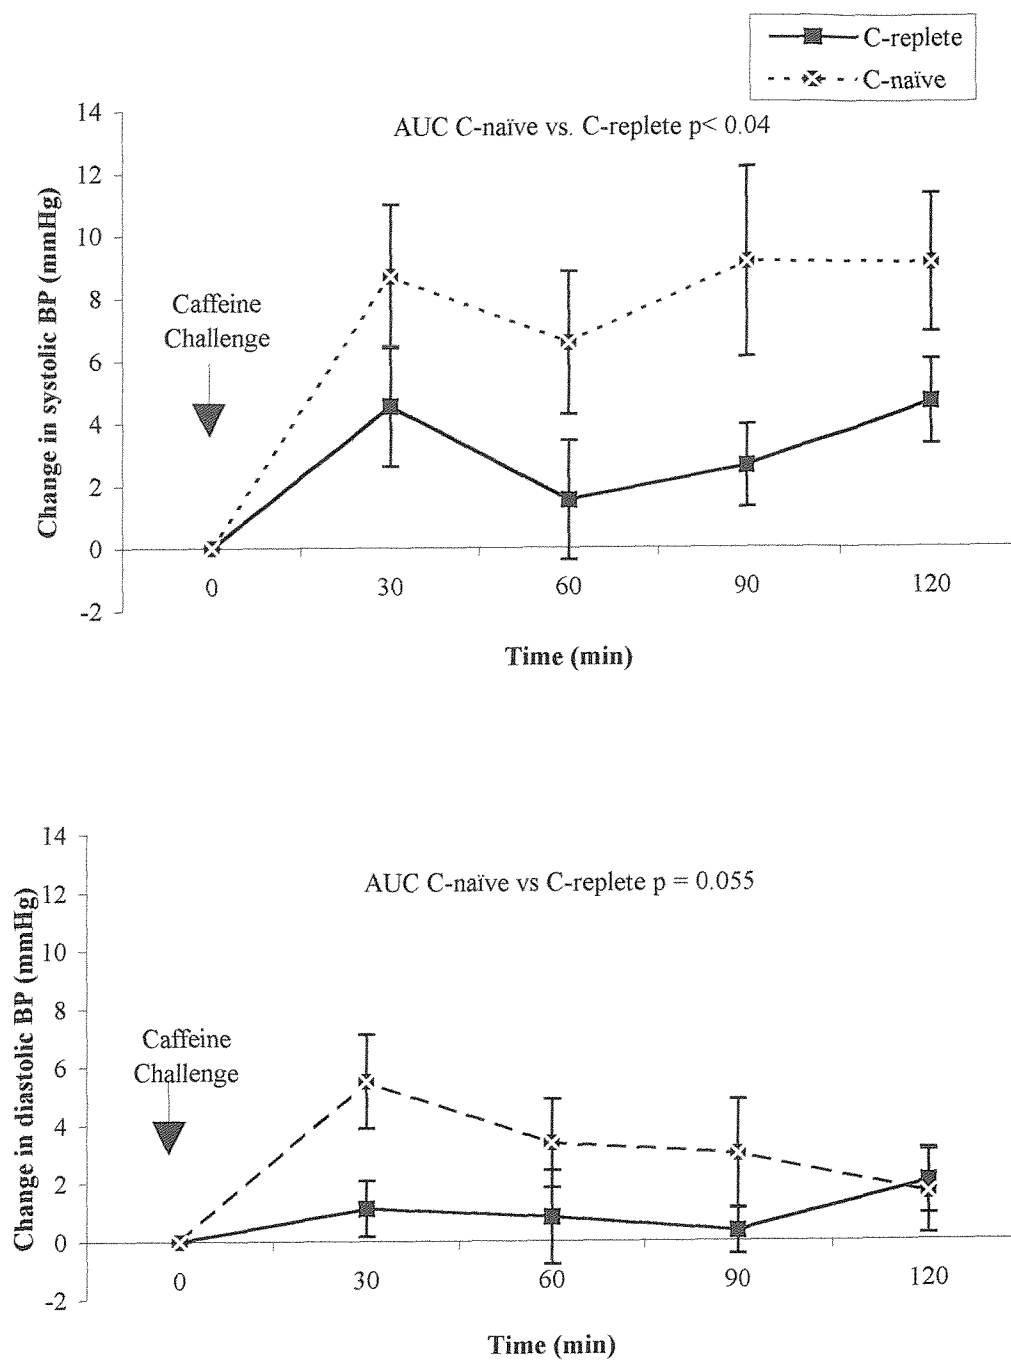 C-replete
C-naïve
AUC C-naïve vs. C-replete p< 0.04
14
12
10
8
6
4
2
0
-2
Change in systolic BP (mmHg)
Caffeine
Challenge
0 30 60 90 120
Time (min)
AUC C-naïve vs C-replete p = 0.055
14
12
10
8
6
4
2
0
-2
Change in diastolic BP (mmHg)
Caffeine
Challenge
0 30 60 90 120
Time (min)